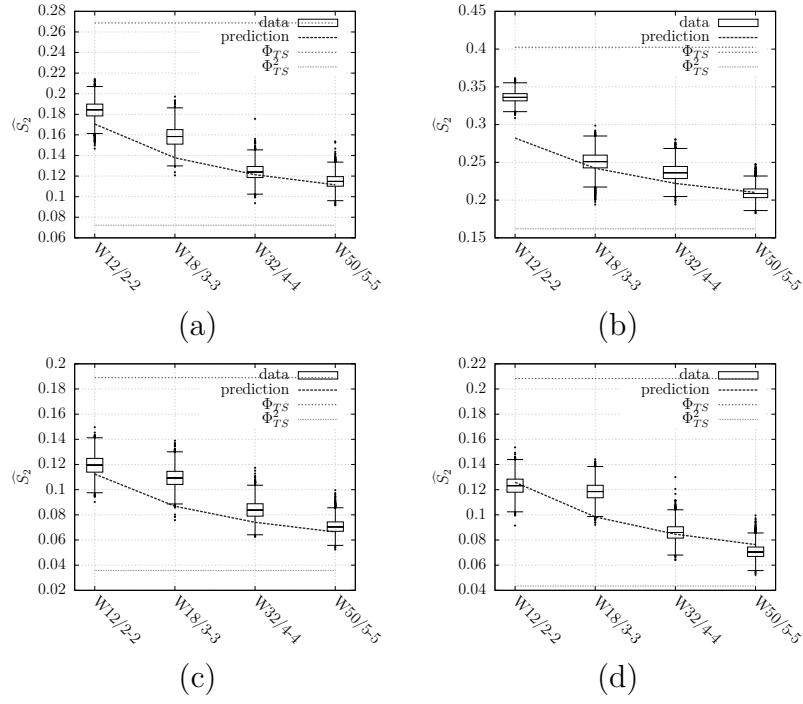 0.28
0.26
0.24
0.22
0.2
0.18
0.16
0.14
0.12
0.1
0.08
0.06
Ŝ₂
data
prediction
Φ_TS
Φ²_TS
W12/2-2
W18/3-3
W32/4-4
W50/5-5
(a)
0.45
0.4
0.35
0.3
0.25
0.2
0.15
Ŝ₂
data
prediction
Φ_TS
Φ²_TS
W12/2-2
W18/3-3
W32/4-4
W50/5-5
(b)
0.2
0.18
0.16
0.14
0.12
0.1
0.08
0.06
0.04
0.02
Ŝ₂
data
prediction
Φ_TS
Φ²_TS
W12/2-2
W18/3-3
W32/4-4
W50/5-5
(c)
0.22
0.2
0.18
0.16
0.14
0.12
0.1
0.08
0.06
0.04
Ŝ₂
data
prediction
Φ_TS
Φ²_TS
W12/2-2
W18/3-3
W32/4-4
W50/5-5
(d)